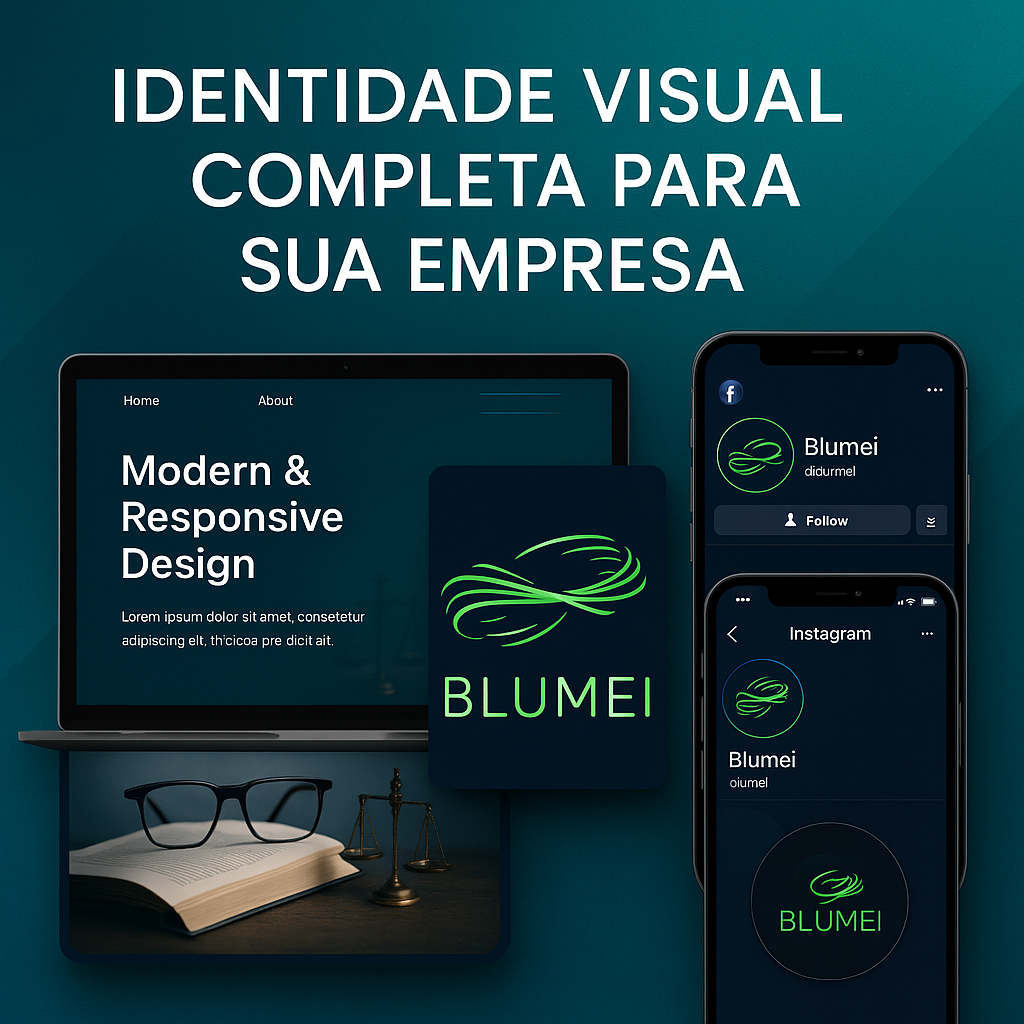 IDENTIDADE VISUAL
COMPLETA PARA
SUA EMPRESA
Home
About
Modern &
Responsive
Design
Lorem ipsum dolor sit amet, consetetur
adipiscing elt, th'cicoa pre dicit ait.
BLUMEI
f
Blumei
didurmel
Follow
Instagram
Blumei
oiumel
BLUMEI